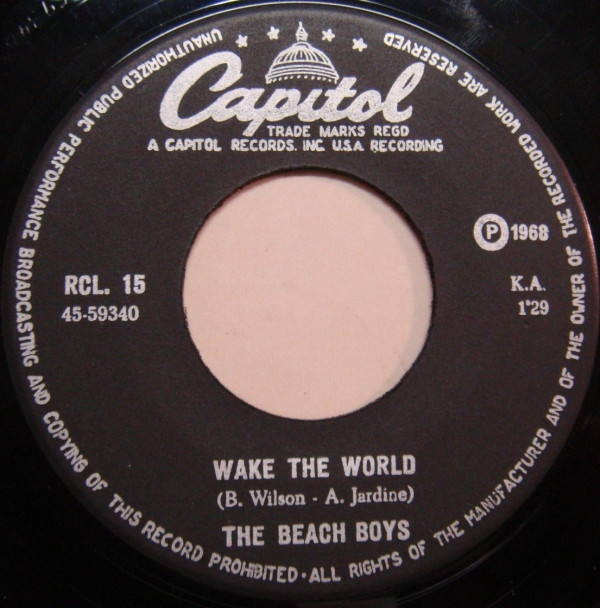 Capitol
TRADE MARKS REGD
A CAPITOL RECORDS. INC. U.S.A. RECORDING
P 1968
RCL. 15
45-59340
K.A.
1'29
WAKE THE WORLD
(B. Wilson - A. Jardine)
THE BEACH BOYS
UNAUTHORIZED PUBLIC PERFORMANCE BROADCASTING AND COPYING OF THIS RECORD PROHIBITED • ALL RIGHTS OF THE MANUFACTURER AND OF THE OWNER OF THE RECORDED WORK ARE RESERVED